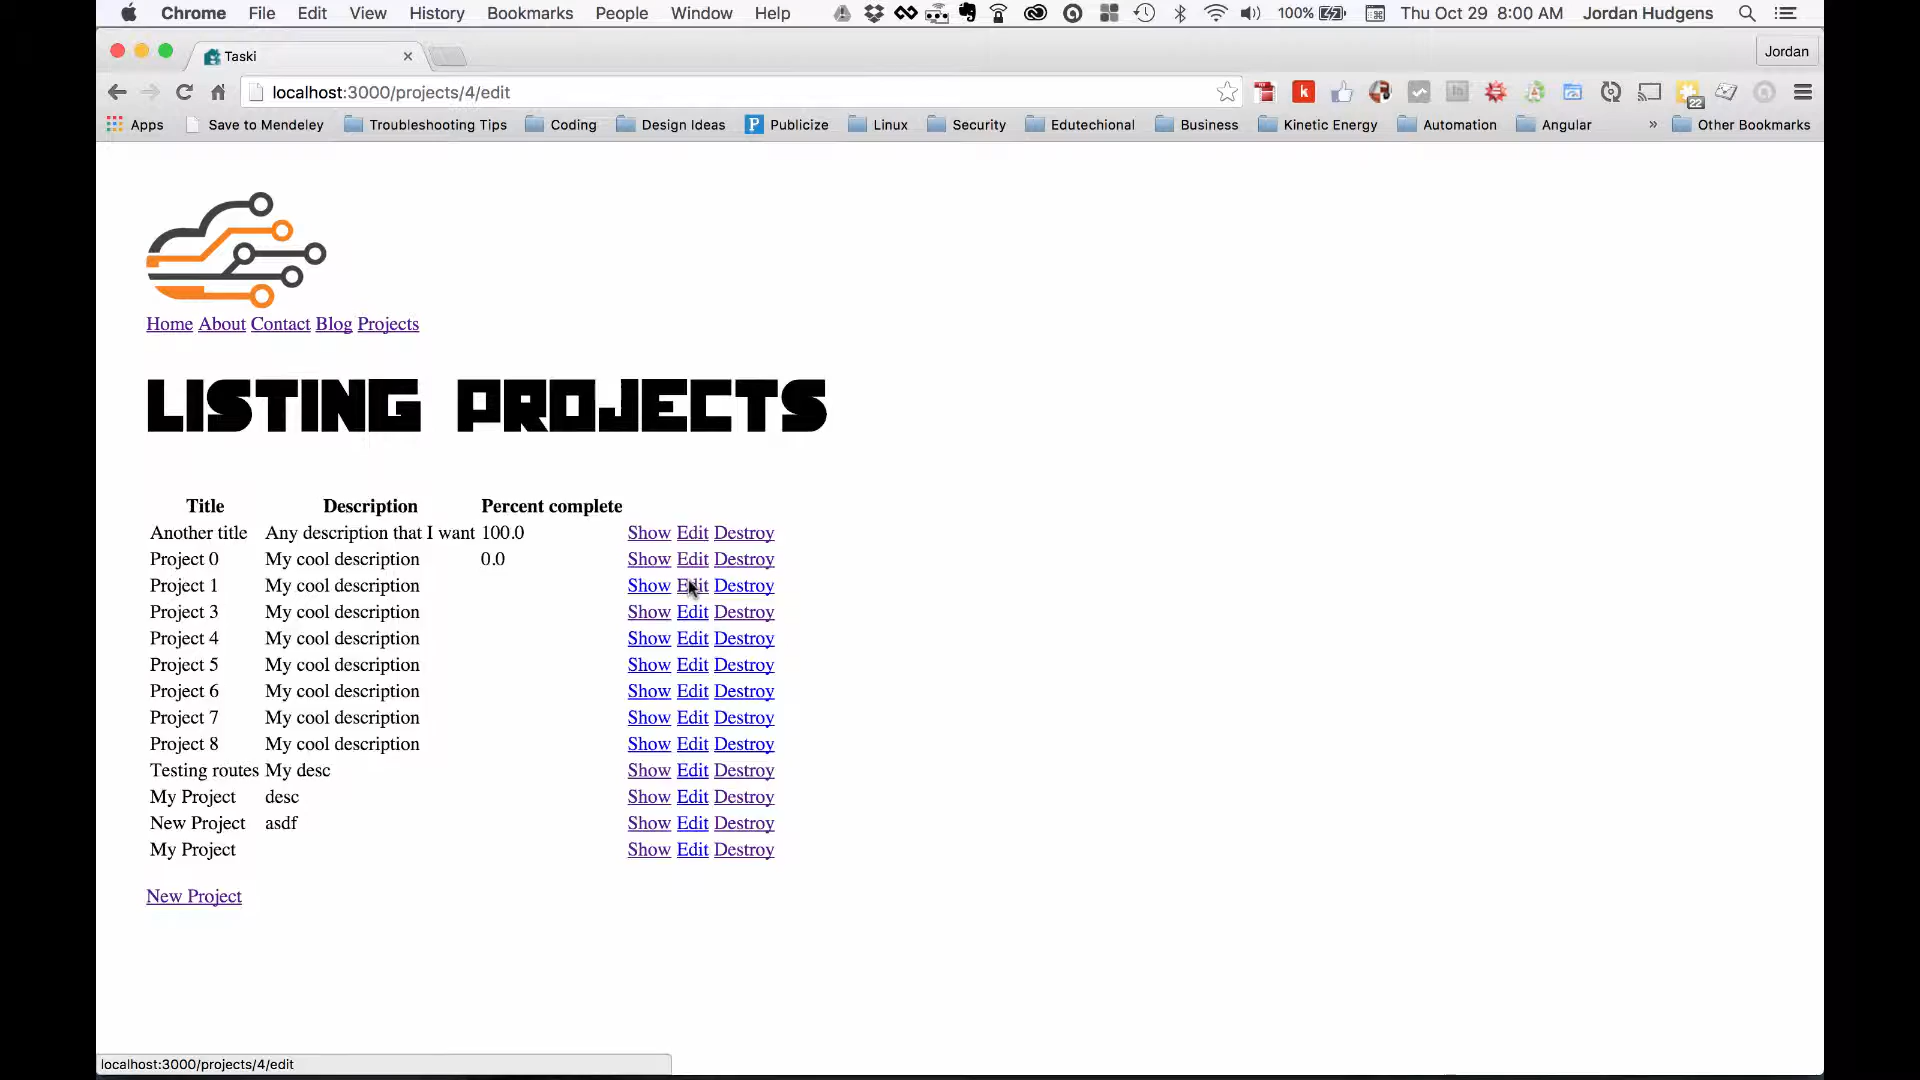 Chrome File Edit View History Bookmarks People Window Help 100% Thu Oct 29 8:00 AM Jordan Hudgens
Taski Jordan
localhost:3000/projects/4/edit 22
Apps Save to Mendeley Troubleshooting Tips Coding Design Ideas Publicize Linux Security Edutechional Business Kinetic Energy Automation Angular » Other Bookmarks
Home About Contact Blog Projects
LISTING PROJECTS
Title Description Percent complete
Another title Any description that I want 100.0 Show Edit Destroy
Project 0 My cool description 0.0 Show Edit Destroy
Project 1 My cool description Show Edit Destroy
Project 3 My cool description Show Edit Destroy
Project 4 My cool description Show Edit Destroy
Project 5 My cool description Show Edit Destroy
Project 6 My cool description Show Edit Destroy
Project 7 My cool description Show Edit Destroy
Project 8 My cool description Show Edit Destroy
Testing routes My desc Show Edit Destroy
My Project desc Show Edit Destroy
New Project asdf Show Edit Destroy
My Project Show Edit Destroy
New Project
localhost:3000/projects/4/edit